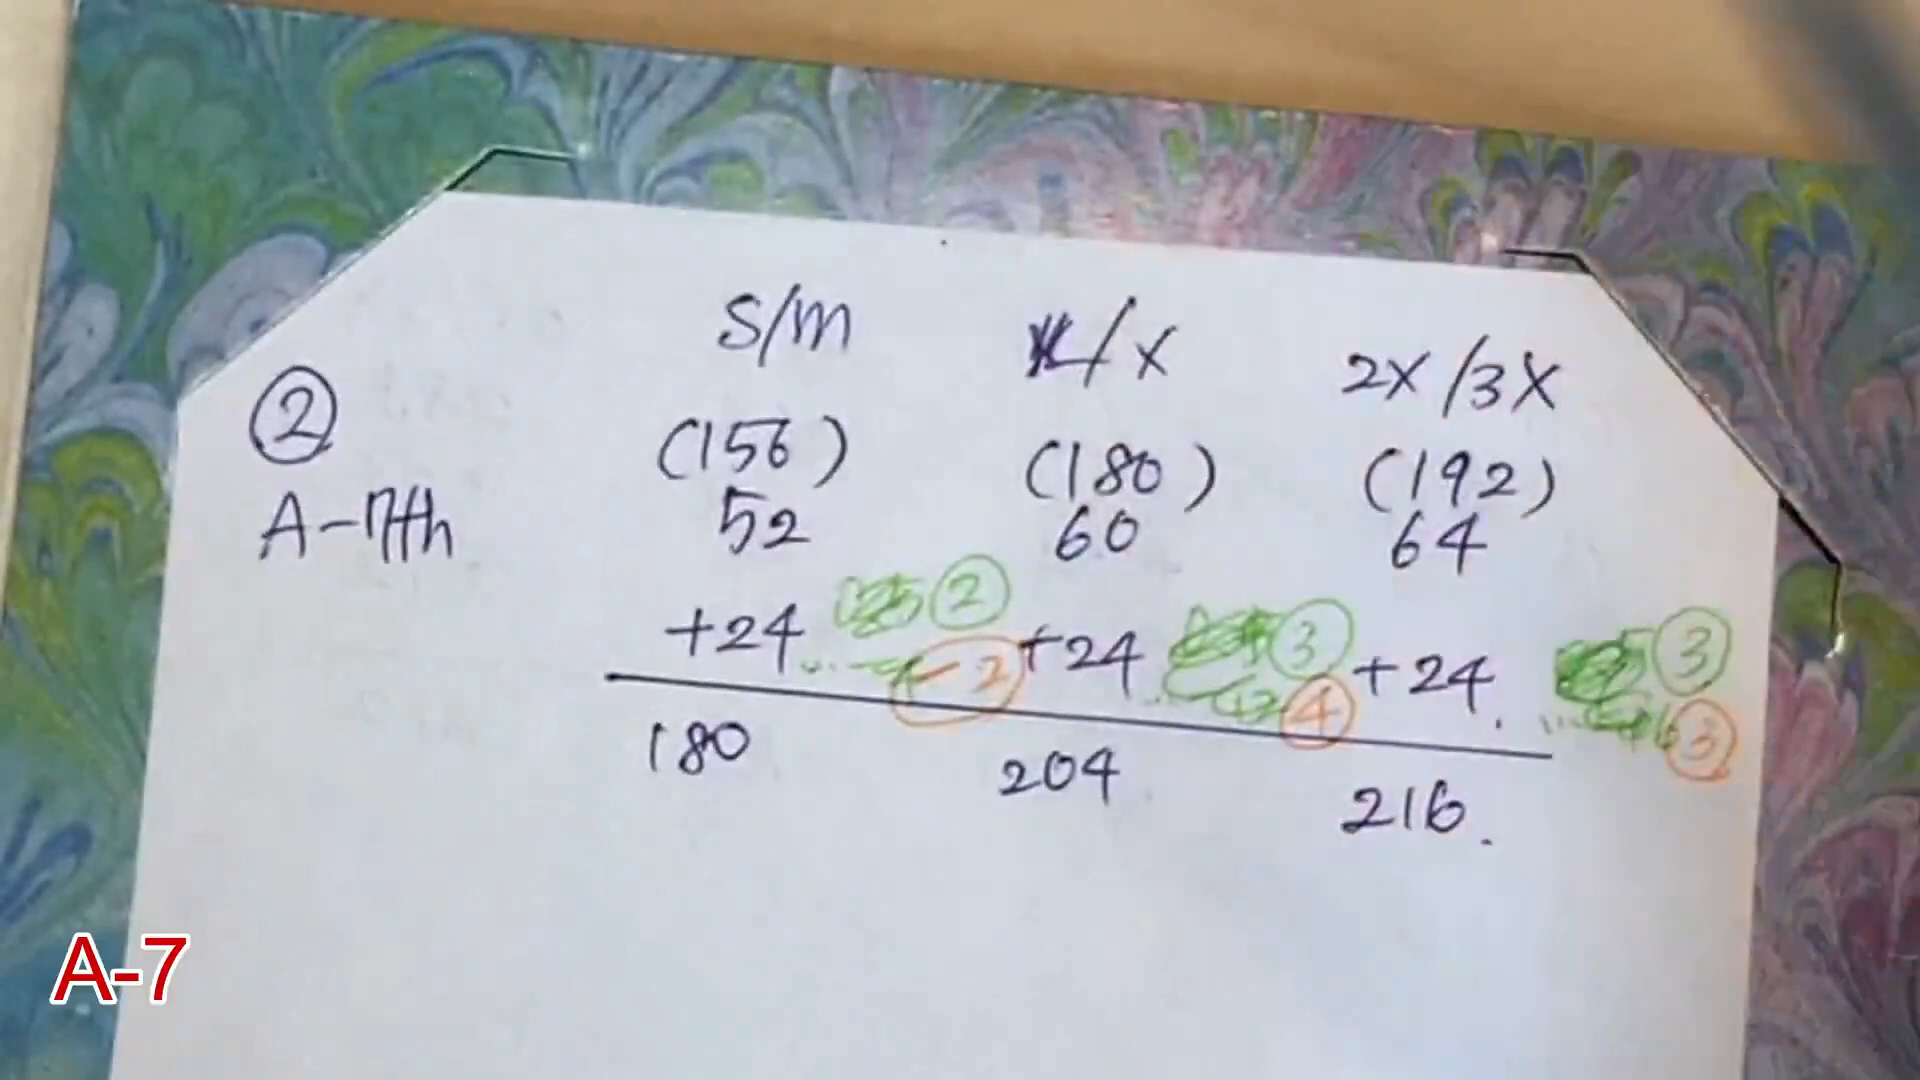 S/M /X 2X/3X
② (156) (180) (192)
A-7th 52 60 64
+24 ② +24 ③ +24. ③
-2 4 3
180 204 216.
A-7